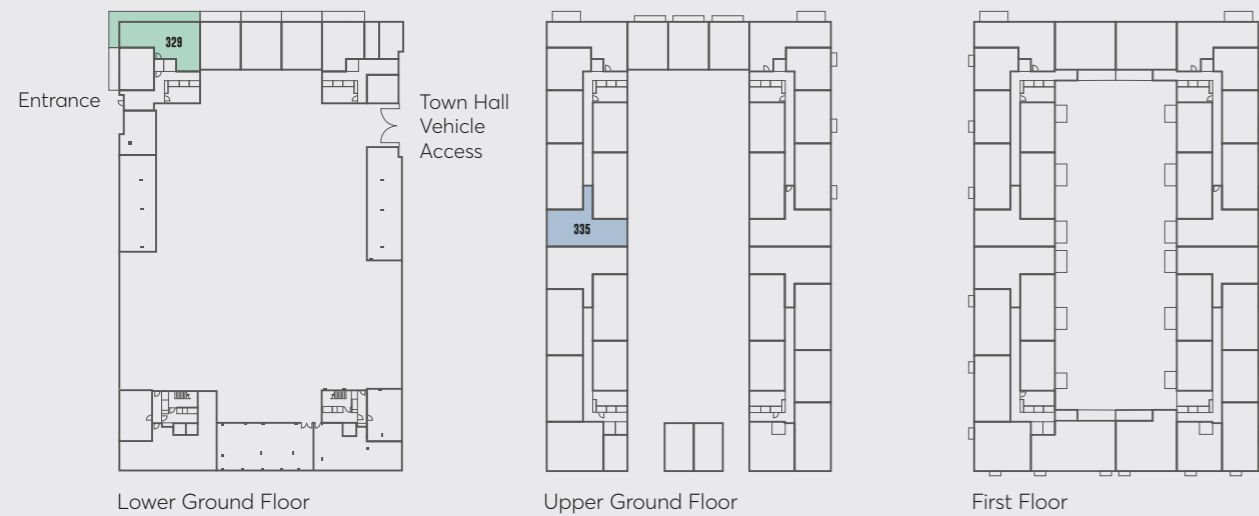 329
Entrance
Town Hall
Vehicle
Access
335
Lower Ground Floor
Upper Ground Floor
First Floor